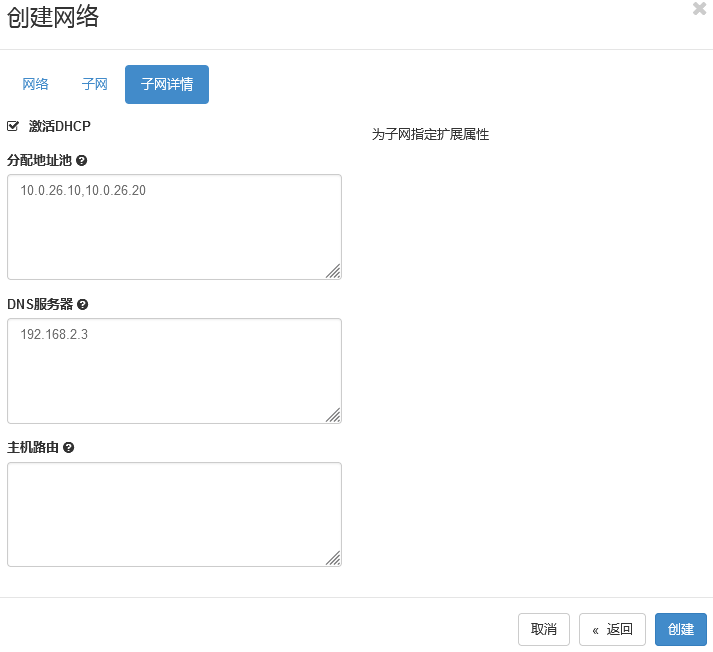 创建网络
网络 子网 子网详情
激活DHCP
为子网指定扩展属性
分配地址池
10.0.26.10,10.0.26.20
DNS服务器
192.168.2.3
主机路由
取消 « 返回 创建